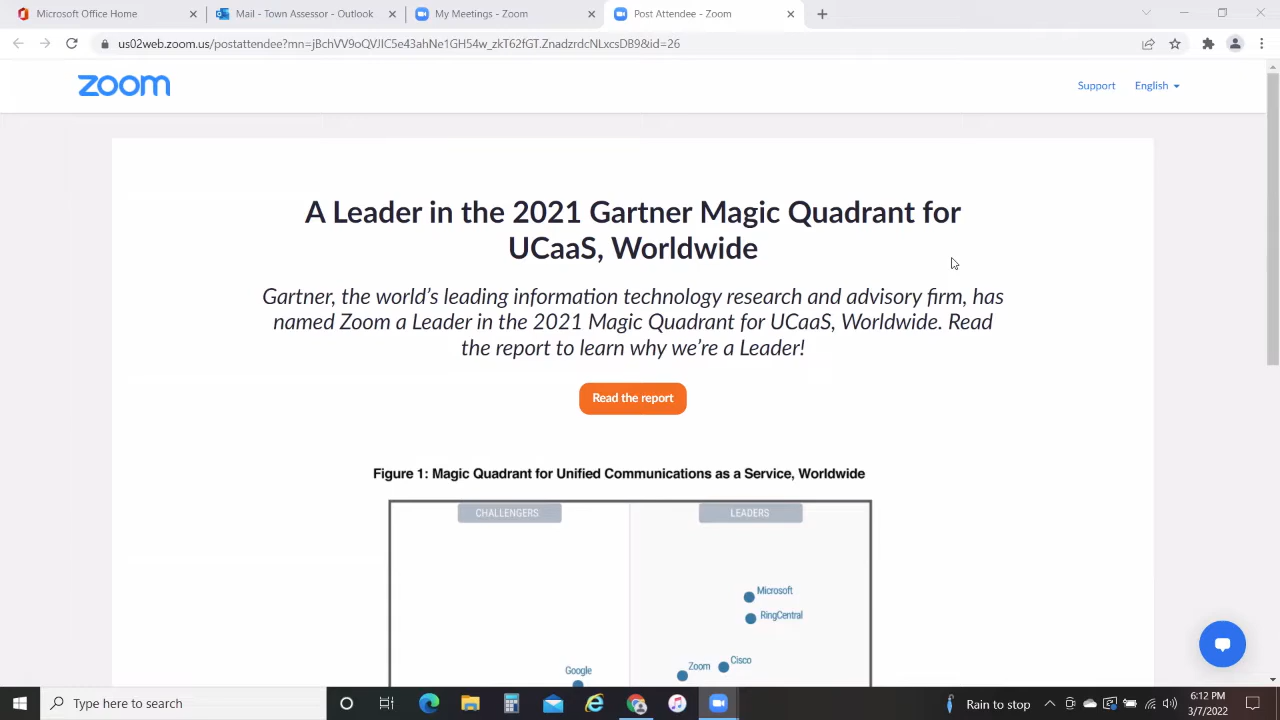 Microsoft Office Home
Mail - Town Assessor - Outlook
My Meetings - Zoom
Post Attendee - Zoom
us02web.zoom.us/postattendee?mn=jBchVV9oQVJIC5e43ahNe1GH54w_zkT62fGT.ZnadzrdcNLxcsDB9&id=26
zoom
Support
English
A Leader in the 2021 Gartner Magic Quadrant for
UCaaS, Worldwide
Gartner, the world's leading information technology research and advisory firm, has
named Zoom a Leader in the 2021 Magic Quadrant for UCaaS, Worldwide. Read
the report to learn why we're a Leader!
Read the report
Figure 1: Magic Quadrant for Unified Communications as a Service, Worldwide
CHALLENGERS
LEADERS
Microsoft
RingCentral
Cisco
Zoom
Google
Type here to search
Rain to stop
6:12 PM
3/7/2022